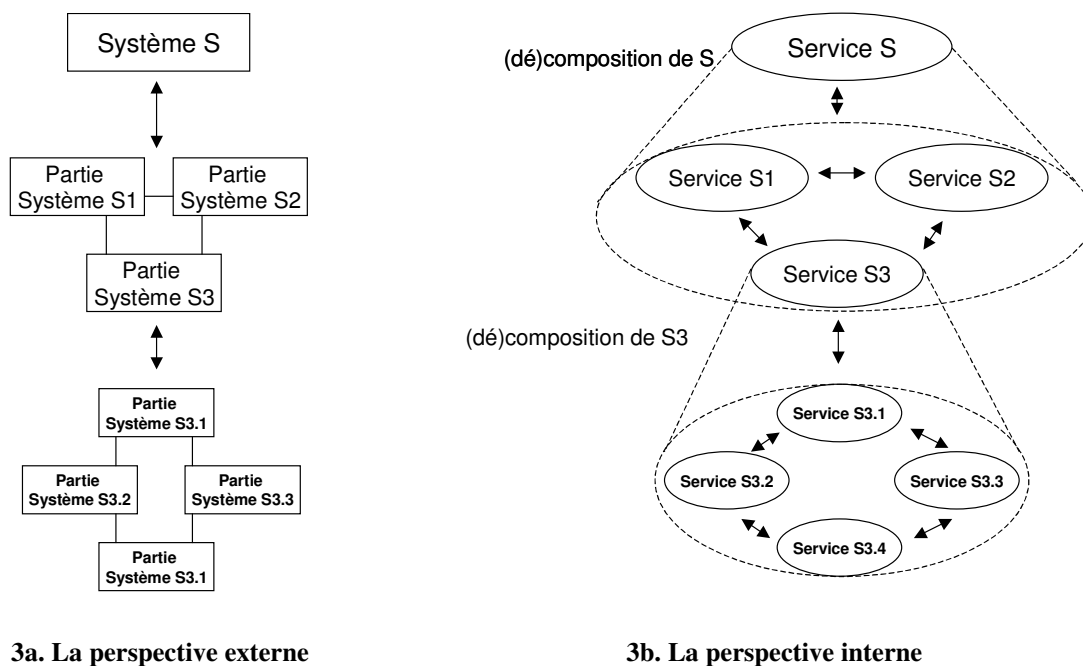 Système S
Partie
Système S1
Partie
Système S2
Partie
Système S3
Partie
Système S3.1
Partie
Système S3.2
Partie
Système S3.3
Partie
Système S3.1
3a. La perspective externe
(dé)composition de S
Service S
Service S1
Service S2
Service S3
(dé)composition de S3
Service S3.1
Service S3.2
Service S3.3
Service S3.4
3b. La perspective interne